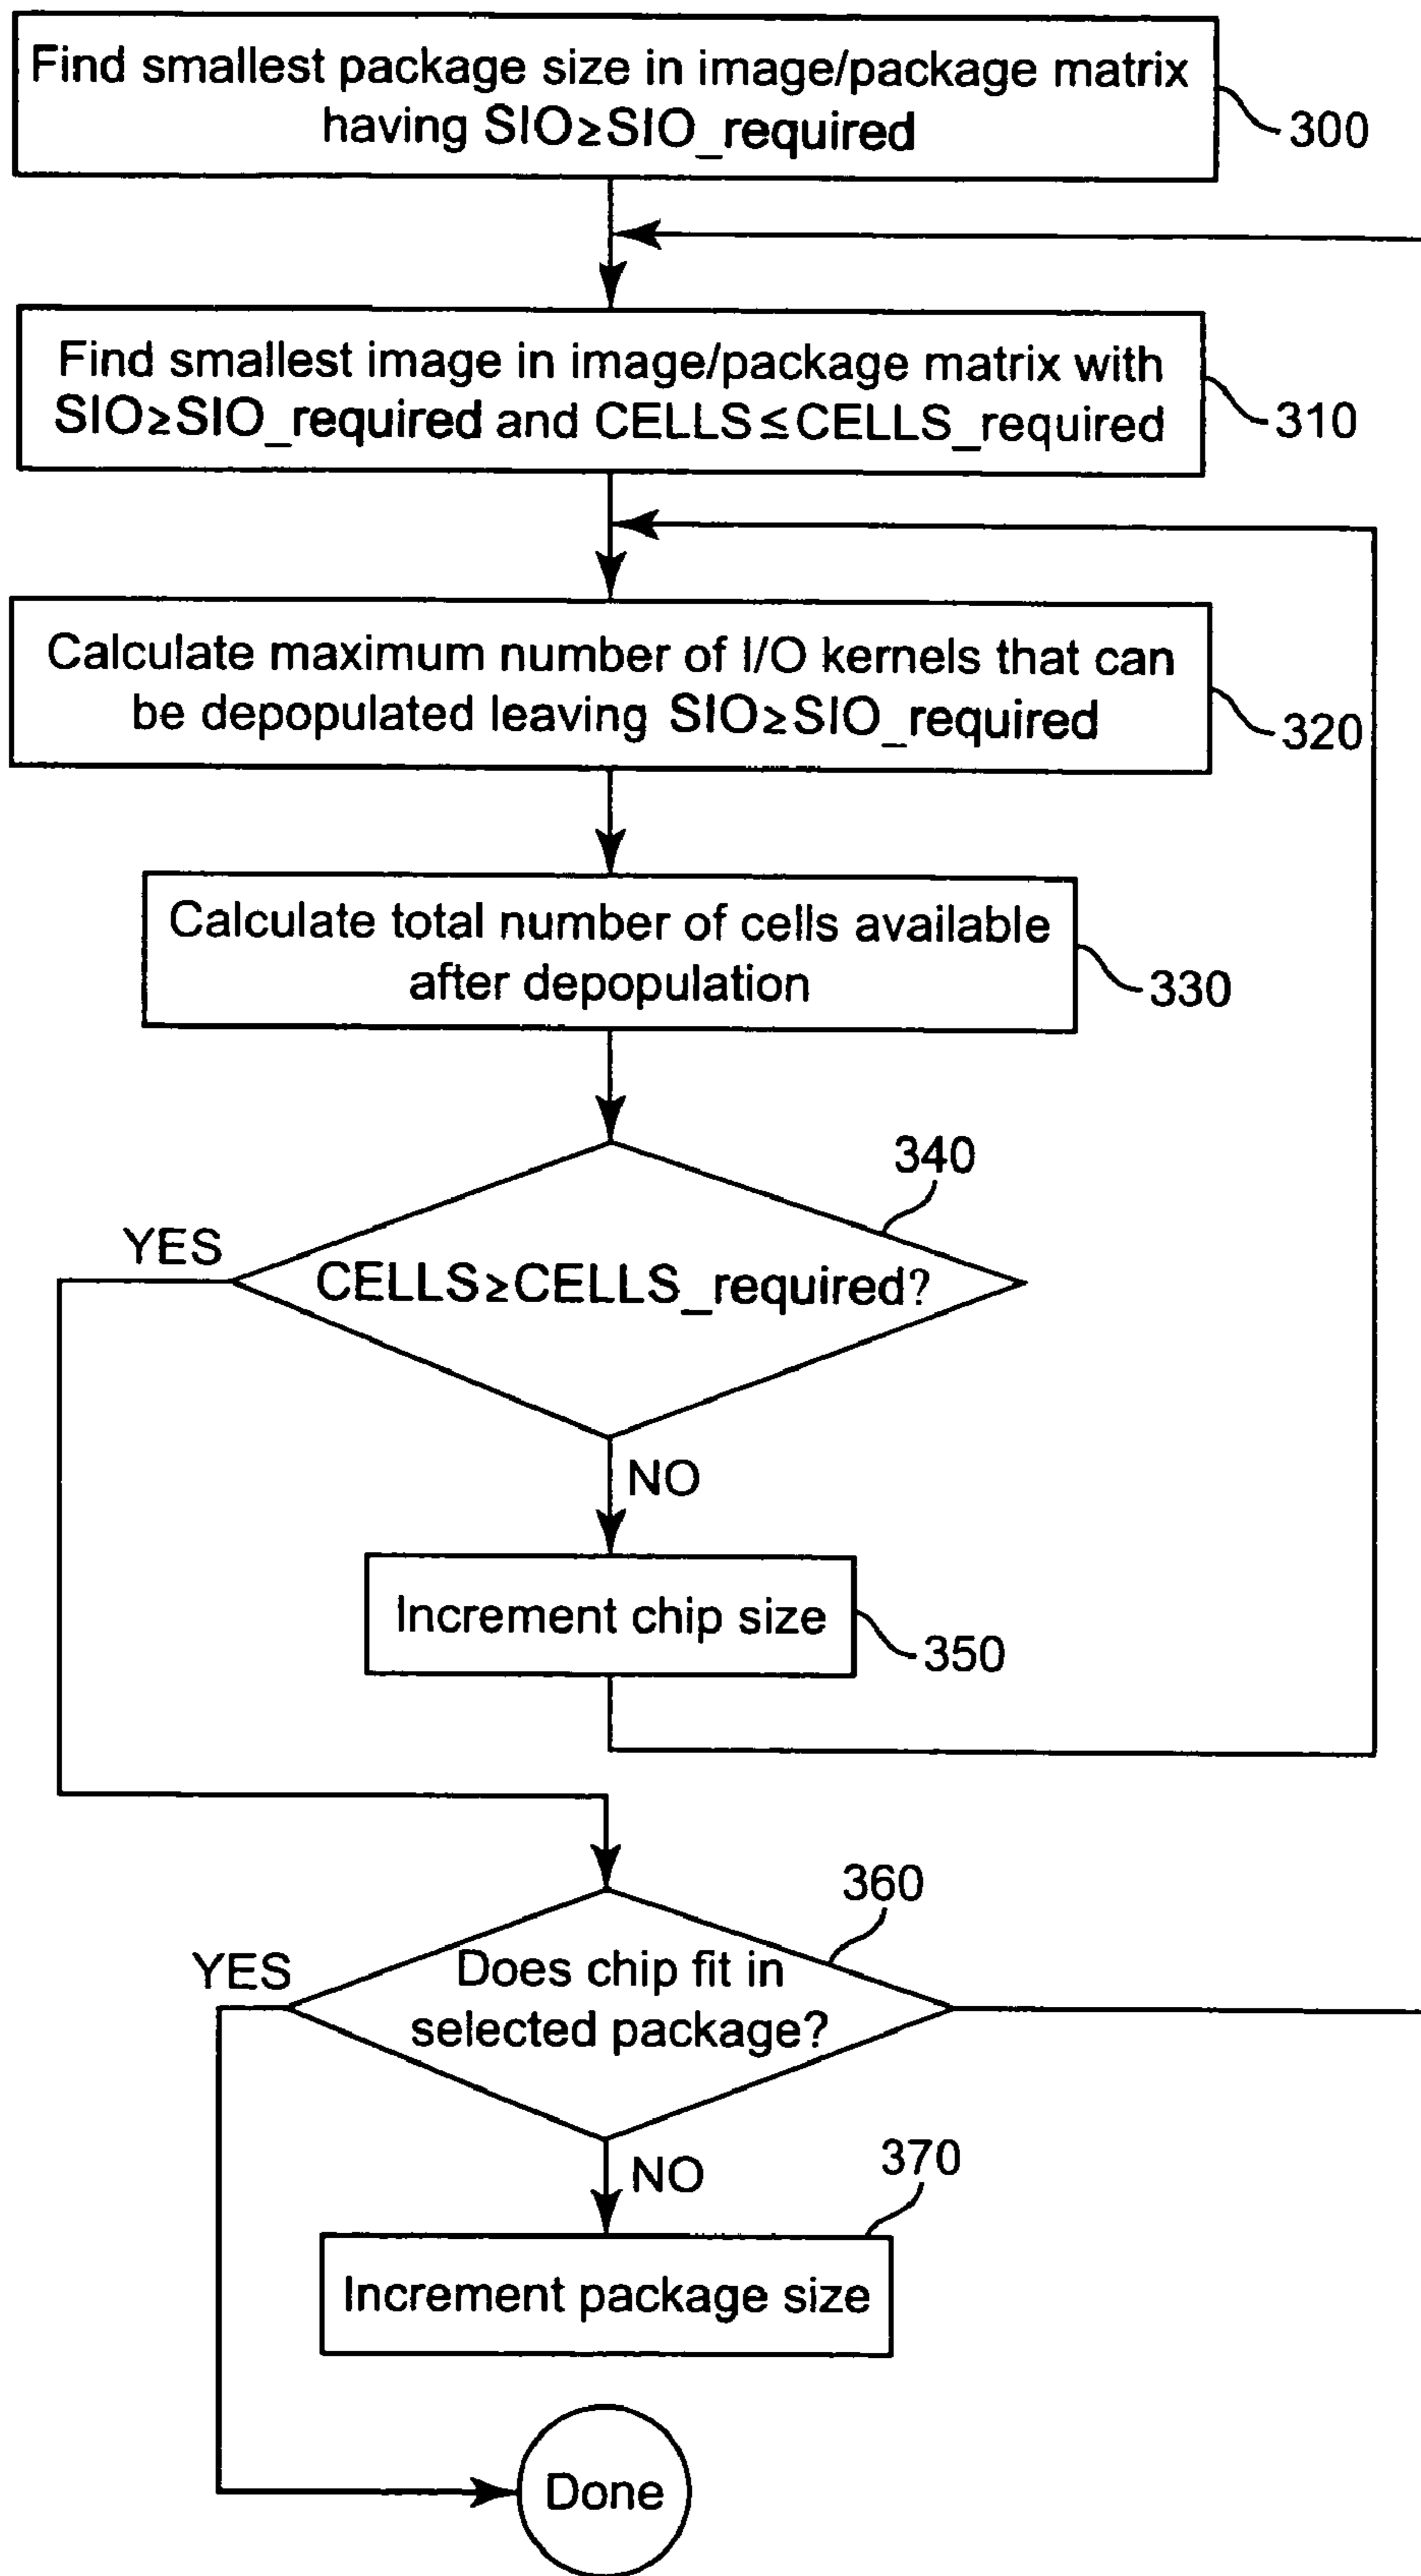 Find smallest package size in image/package matrix
having SIO≥SIO_required
300
Find smallest image in image/package matrix with
SIO≥SIO_required and CELLS≤CELLS_required
310
Calculate maximum number of I/O kernels that can
be depopulated leaving SIO≥SIO_required
320
Calculate total number of cells available
after depopulation
330
340
YES
CELLS≥CELLS_required?
NO
Increment chip size
350
360
YES
Does chip fit in
selected package?
NO
370
Increment package size
Done